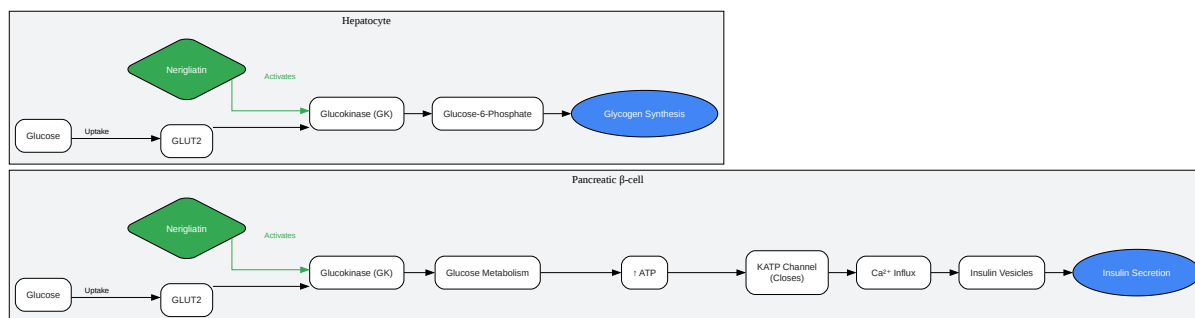 Hepatocyte
Nerigliatin
Activates
Glucokinase (GK)
Glucose-6-Phosphate
Glycogen Synthesis
Glucose
Uptake
GLUT2
Pancreatic β-cell
Nerigliatin
Activates
Glucokinase (GK)
Glucose Metabolism
↑ ATP
KATP Channel
(Closes)
Ca²⁺ Influx
Insulin Vesicles
Insulin Secretion
Glucose
Uptake
GLUT2